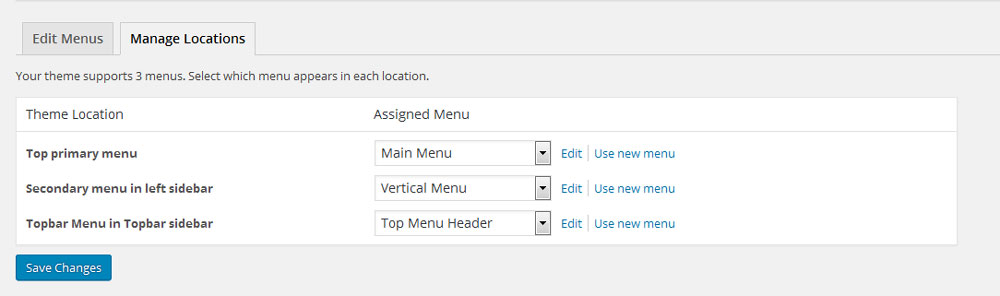 Edit Menus Manage Locations
Your theme supports 3 menus. Select which menu appears in each location.
Theme Location Assigned Menu
Top primary menu Main Menu Edit Use new menu
Secondary menu in left sidebar Vertical Menu Edit Use new menu
Topbar Menu in Topbar sidebar Top Menu Header Edit Use new menu
Save Changes